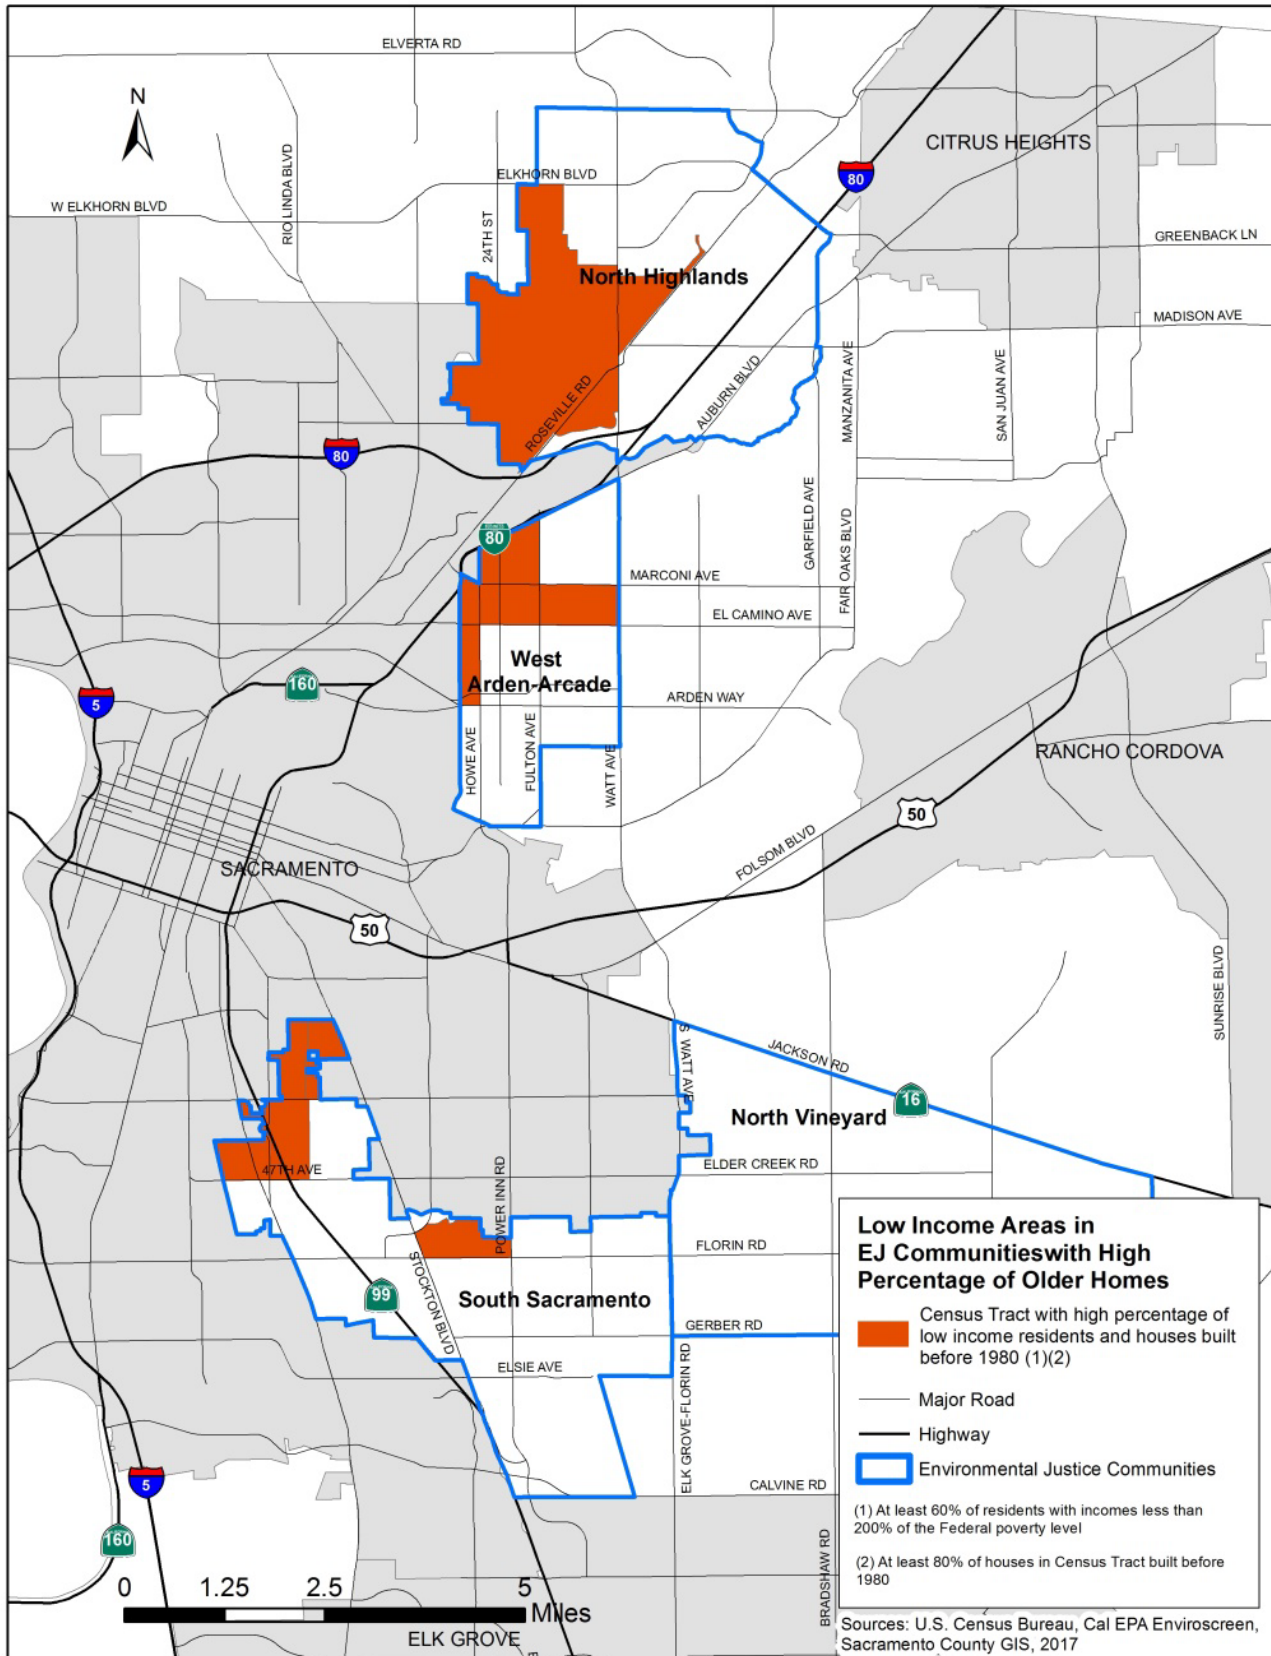 ELVERTA RD
N
CITRUS HEIGHTS
80
ELKHORN BLVD
W ELKHORN BLVD
RIO LINDA BLVD
24TH ST
GREENBACK LN
North Highlands
MADISON AVE
MANZANITA AVE
SAN JUAN AVE
AUBURN BLVD
ROSEVILLE RD
80
GARFIELD AVE
FAIR OAKS BLVD
80
MARCONI AVE
EL CAMINO AVE
West
Arden-Arcade
160
5
ARDEN WAY
HOWE AVE
FULTON AVE
WATT AVE
RANCHO CORDOVA
50
FOLSOM BLVD
SACRAMENTO
50
SUNRISE BLVD
S WATT AVE
JACKSON RD
16
North Vineyard
47TH AVE
ELDER CREEK RD
POWER INN RD
FLORIN RD
STOCKTON BLVD
99
South Sacramento
GERBER RD
ELSIE AVE
ELK GROVE-FLORIN RD
CALVINE RD
5
160
BRADSHAW RD
Low Income Areas in
EJ Communitieswith High
Percentage of Older Homes
Census Tract with high percentage of
low income residents and houses built
before 1980 (1)(2)
Major Road
Highway
Environmental Justice Communities
(1) At least 60% of residents with incomes less than
200% of the Federal poverty level
(2) At least 80% of houses in Census Tract built before
1980
0 1.25 2.5 5
Miles
ELK GROVE
Sources: U.S. Census Bureau, Cal EPA Enviroscreen,
Sacramento County GIS, 2017